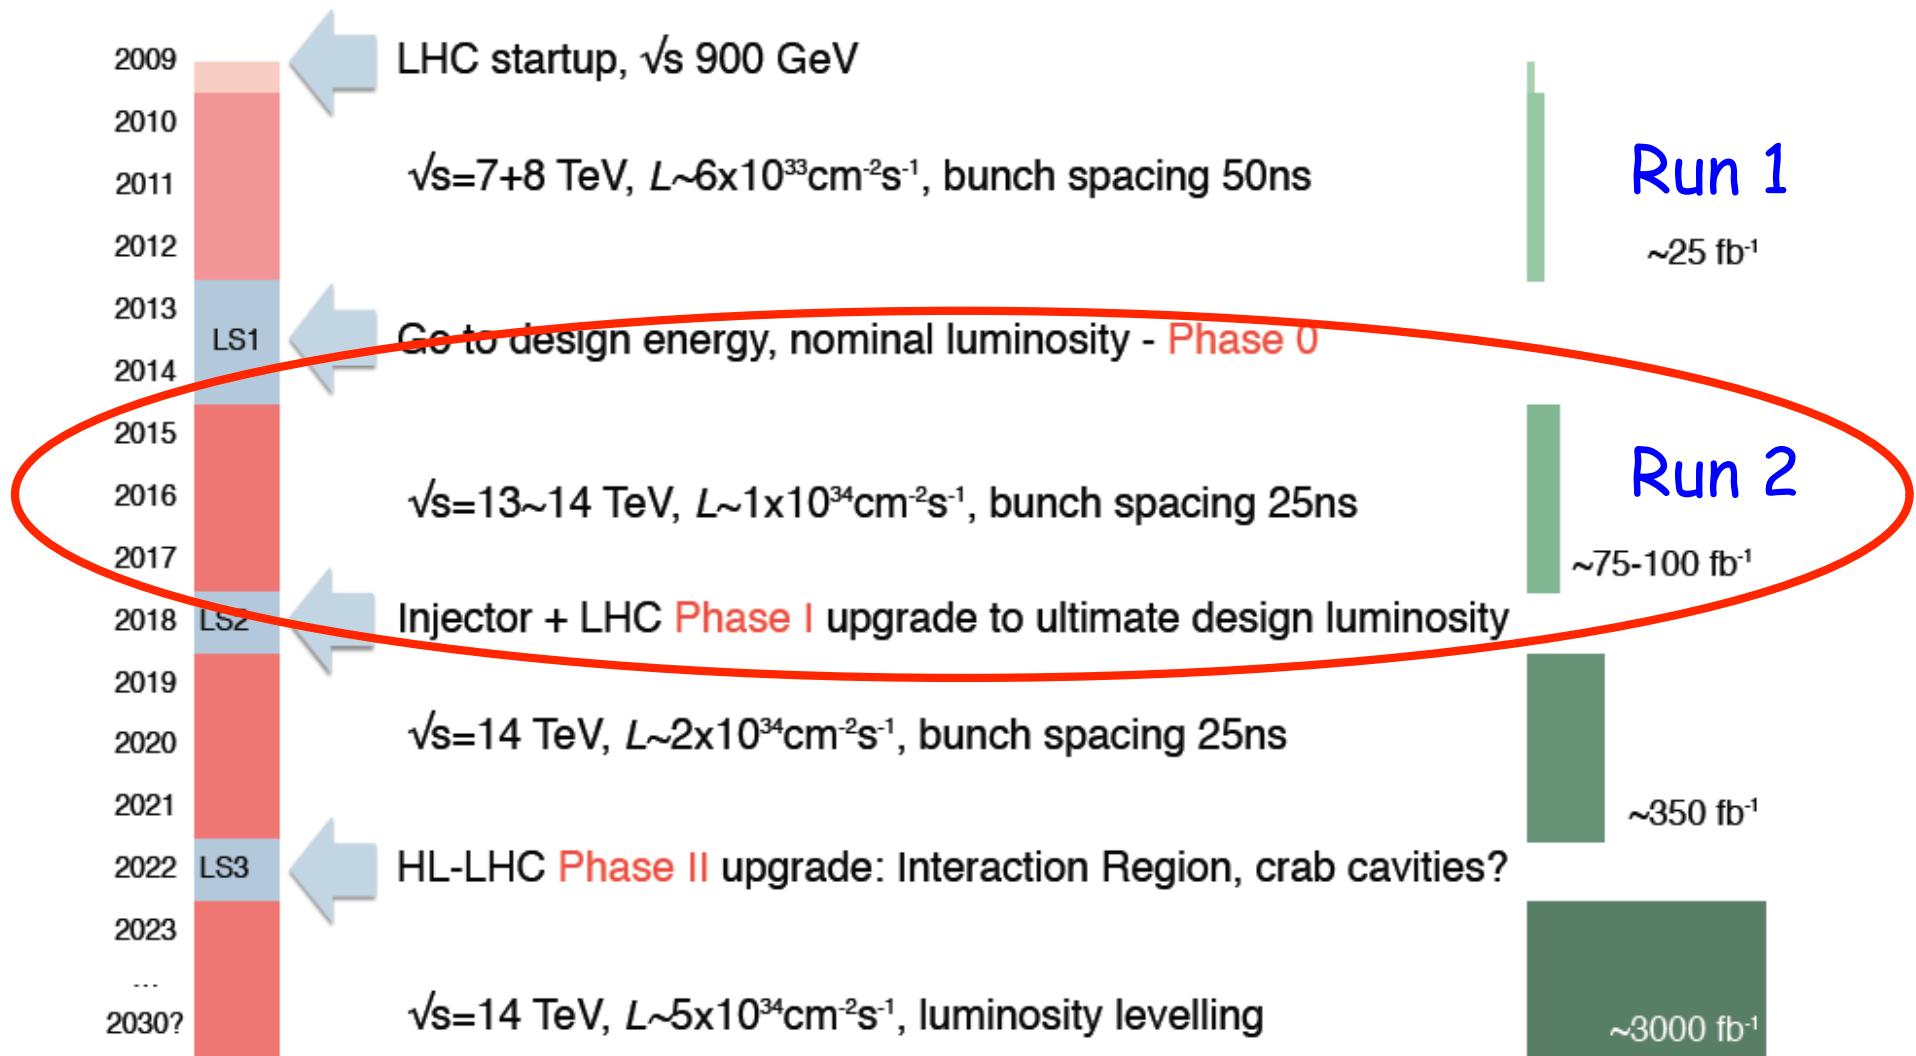 2009 LHC startup, √s 900 GeV
2010
√s=7+8 TeV, L~6x10³³cm⁻²s⁻¹, bunch spacing 50ns
Run 1
2011
2012
~25 fb⁻¹
2013
LS1 Go to design energy, nominal luminosity - Phase 0
2014
2015
Run 2
2016 √s=13~14 TeV, L~1x10³⁴cm⁻²s⁻¹, bunch spacing 25ns
2017
~75-100 fb⁻¹
2018 LS2 Injector + LHC Phase I upgrade to ultimate design luminosity
2019
2020 √s=14 TeV, L~2x10³⁴cm⁻²s⁻¹, bunch spacing 25ns
2021
~350 fb⁻¹
2022 LS3 HL-LHC Phase II upgrade: Interaction Region, crab cavities?
2023
...
2030? √s=14 TeV, L~5x10³⁴cm⁻²s⁻¹, luminosity levelling
~3000 fb⁻¹